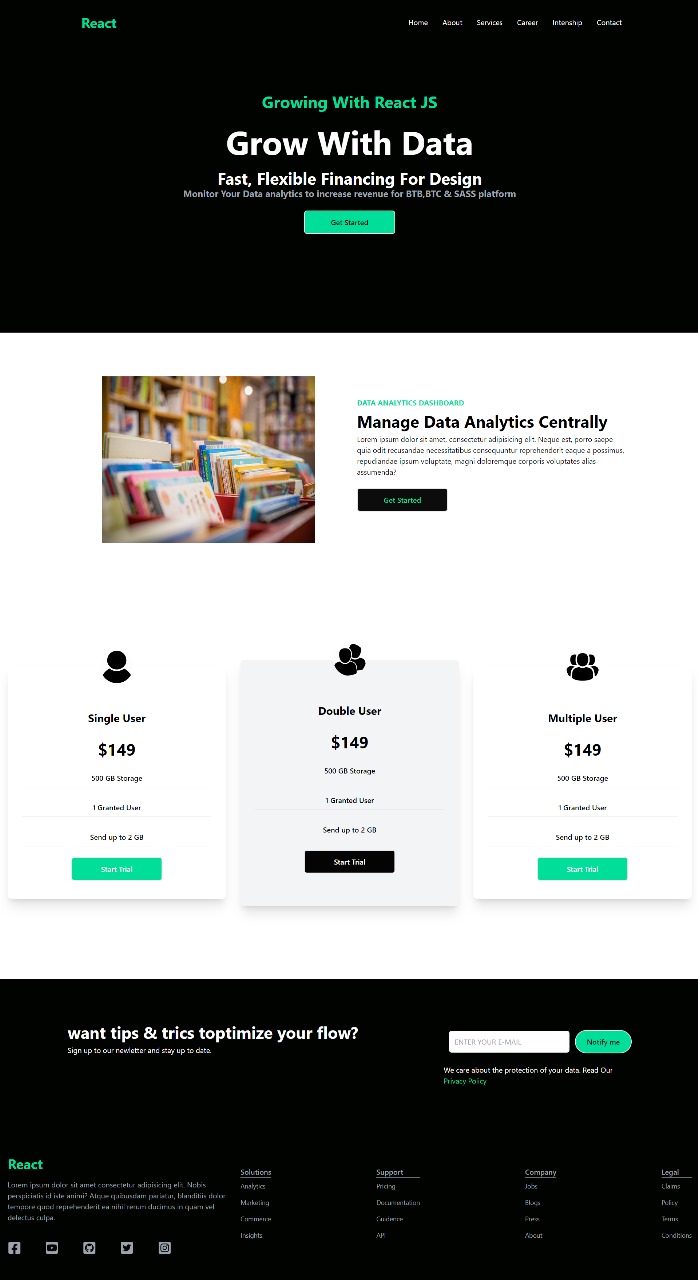 React
Home About Services Career Intenship Contact
Growing With React JS
Grow With Data
Fast, Flexible Financing For Design
Monitor Your Data analytics to increase revenue for BTB,BTC & SASS platform
Get Started
DATA ANALYTICS DASHBOARD
Manage Data Analytics Centrally
Lorem ipsum dolor sit amet, consectetur adipisicing elit. Neque est, porro saepe
quia odit recusandae necessitatibus consequuntur reprehenderit eaque a possimus,
repudiandae ipsum voluptate, magni doloremque corporis voluptates alias
assumenda?
Get Started
Single User
$149
500 GB Storage
1 Granted User
Send up to 2 GB
Start Trial
Double User
$149
500 GB Storage
1 Granted User
Send up to 2 GB
Start Trial
Multiple User
$149
500 GB Storage
1 Granted User
Send up to 2 GB
Start Trial
want tips & trics toptimize your flow?
Sign up to our newletter and stay up to date.
ENTER YOUR E-MAIL
Notify me
We care about the protection of your data. Read Our
Privacy Policy
React
Lorem ipsum dolor sit amet consectetur adipisicing elit. Nobis
perspiciatis id iste animi? Atque quibusdam pariatur, blanditiis dolor
tempore quod reprehenderit ea nihil rerum ducimus in quam vel
delectus culpa.
Solutions
Analytics
Marketing
Commerce
Insights
Support
Pricing
Documentation
Guidence
API
Company
Jobs
Blogs
Press
About
Legal
Claims
Policy
Terms
Conditions